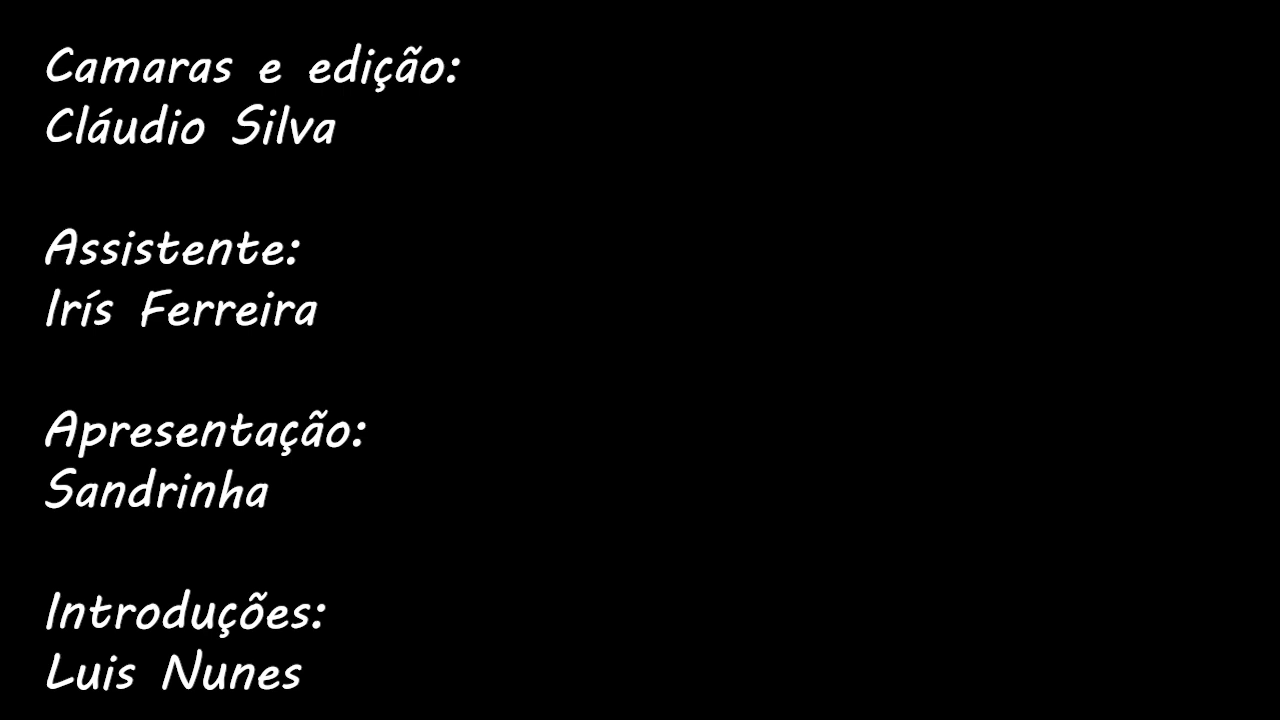 Camaras e edição:
Cláudio Silva
Assistente:
Irís Ferreira
Apresentação:
Sandrinha
Introduções:
Luis Nunes